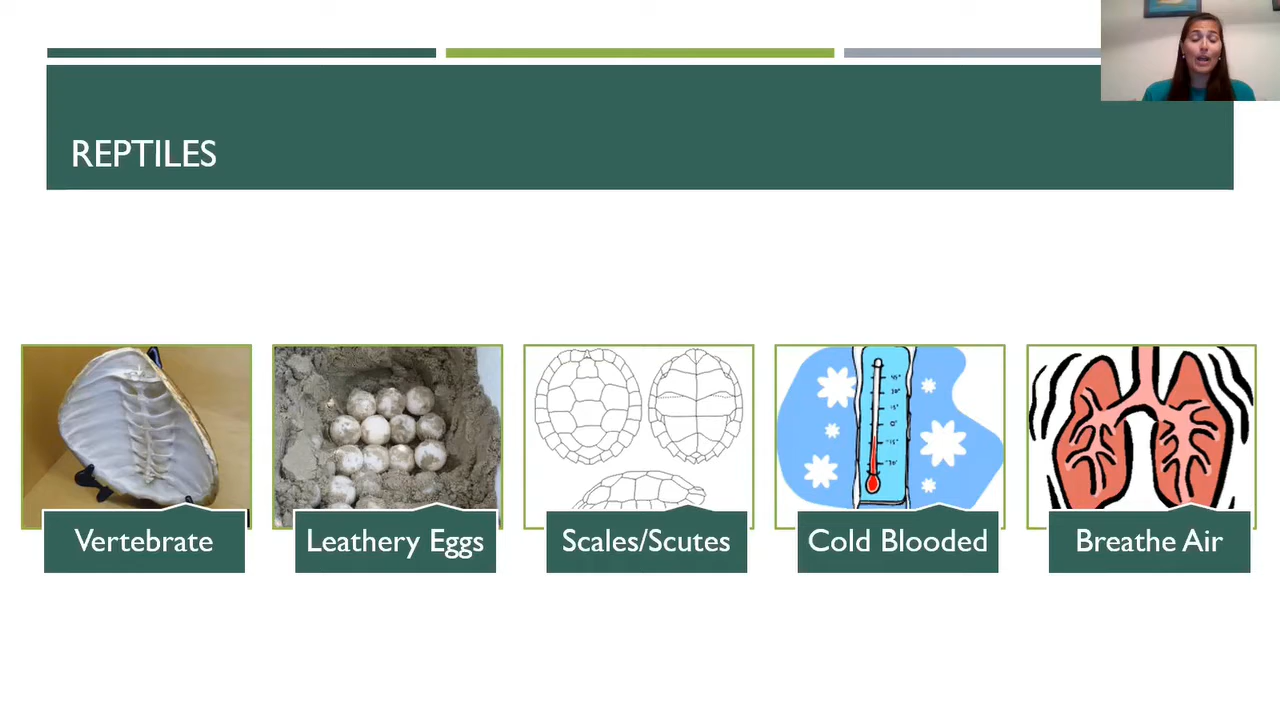 REPTILES
Vertebrate
Leathery Eggs
Scales/Scutes
Cold Blooded
Breathe Air